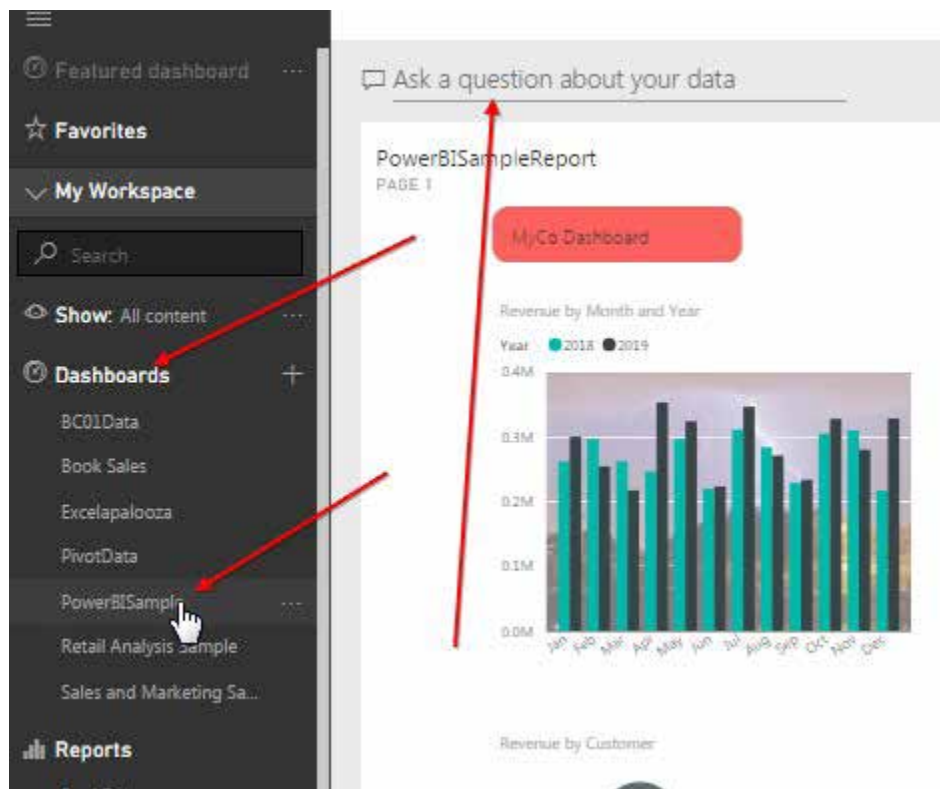 Featured dashboard ...
Favorites
My Workspace
Search
Show: All content ...
Dashboards +
BC01Data
Book Sales
Excelapalooza
PivotData
PowerBISample ...
Retail Analysis Sample
Sales and Marketing Sa...
Reports
Ask a question about your data
PowerBISampleReport
PAGE 1
MyCo Dashboard
Revenue by Month and Year
Year 2018 2019
0.4M
0.3M
0.2M
0.1M
0.0M
Jan Feb Mar Apr May Jun Jul Aug Sep Oct Nov Dec
Revenue by Customer